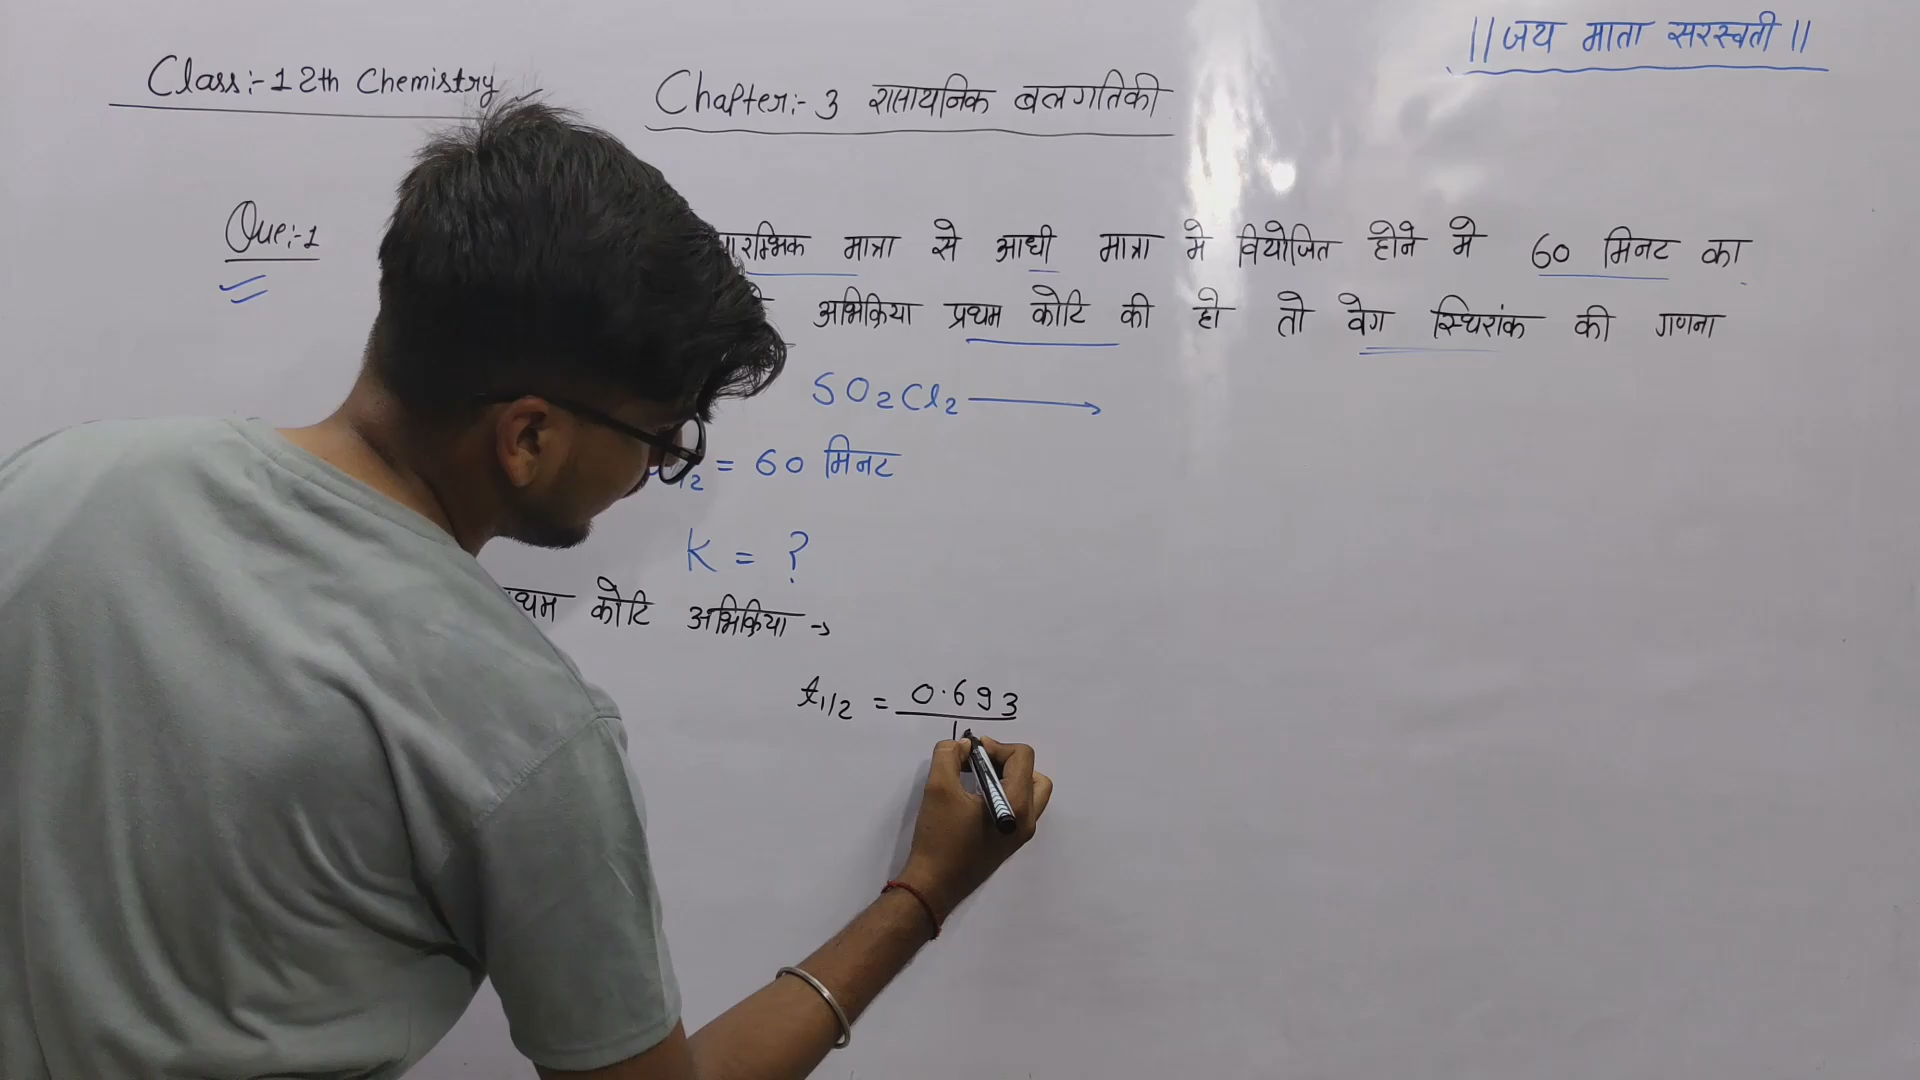 || जय माता सरस्वती ||
Class:-12th Chemistry
Chapter:-3 रासायनिक बलगतिकी
Que:-1
मात्रा से आधी मात्रा मे वियोजित होने मे 60 मिनट का
अभिक्रिया प्रथम कोटि की हो तो वेग स्थिरांक की गणना
SO₂Cl₂ ⟶
= 60 मिनट
K = ?
कोटि अभिक्रिया →
t1/2 = 0.693